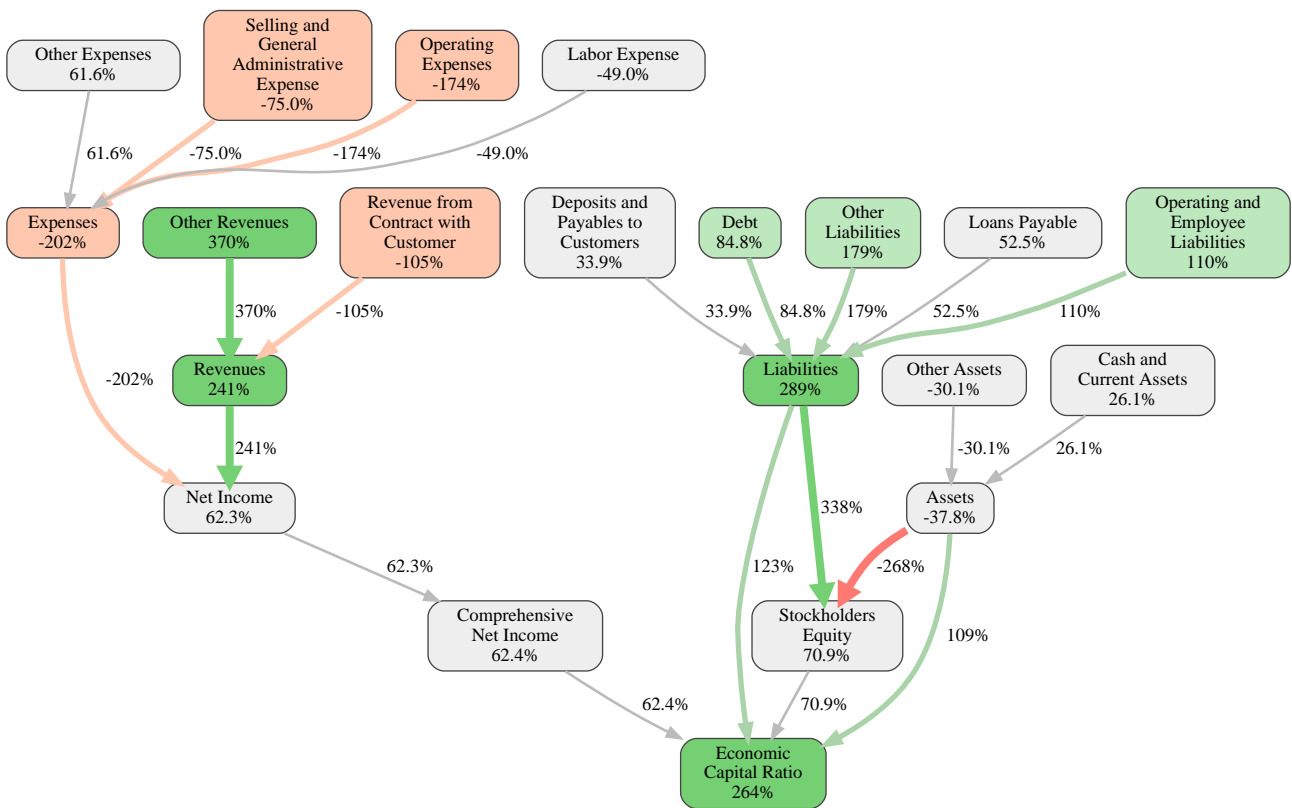 Other Expenses
61.6%
Selling and
General
Administrative
Expense
-75.0%
Operating
Expenses
-174%
Labor Expense
-49.0%
61.6%
-75.0%
-174%
-49.0%
Expenses
-202%
Other Revenues
370%
Revenue from
Contract with
Customer
-105%
Deposits and
Payables to
Customers
33.9%
Debt
84.8%
Other
Liabilities
179%
Loans Payable
52.5%
Operating and
Employee
Liabilities
110%
370%
-105%
33.9%
84.8%
179%
52.5%
110%
-202%
Revenues
241%
Liabilities
289%
Other Assets
-30.1%
Cash and
Current Assets
26.1%
241%
-30.1%
26.1%
Net Income
62.3%
338%
Assets
-37.8%
62.3%
123%
-268%
Comprehensive
Net Income
62.4%
Stockholders
Equity
70.9%
109%
62.4%
70.9%
Economic
Capital Ratio
264%